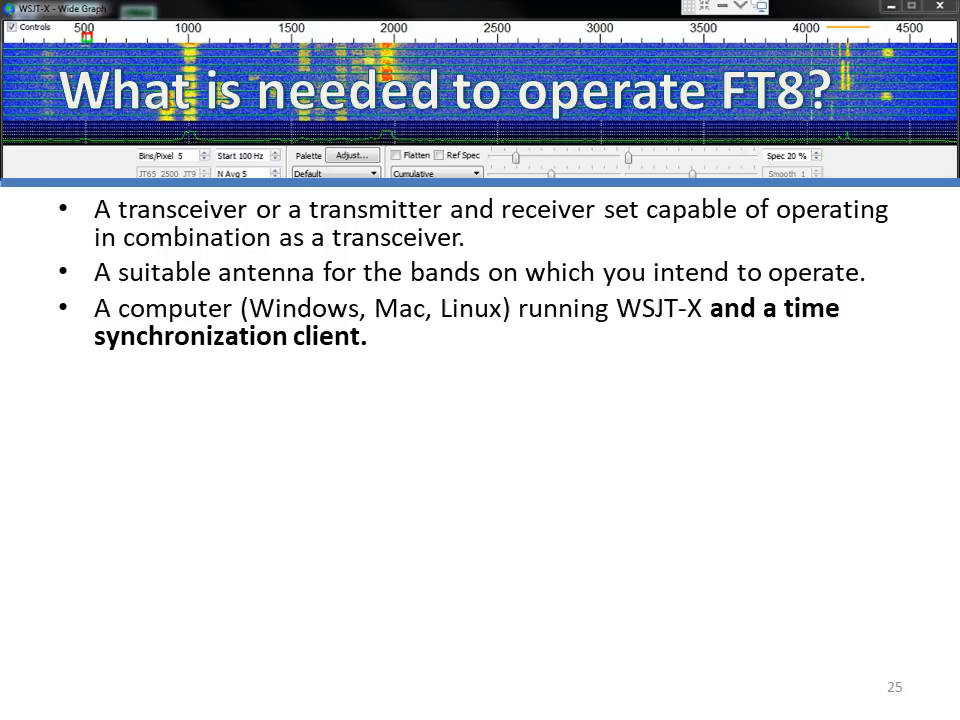 WSJT-X - Wide Graph
Controls
500 1000 1500 2000 2500 3000 3500 4000 4500
What is needed to operate FT8?
Bins/Pixel 5 Start 100 Hz Palette Adjust... Flatten Ref Spec Spec 20 %
JT65 2500 JT9 N Avg 5 Default Cumulative Smooth 1
• A transceiver or a transmitter and receiver set capable of operating
in combination as a transceiver.
• A suitable antenna for the bands on which you intend to operate.
• A computer (Windows, Mac, Linux) running WSJT-X and a time
synchronization client.
25